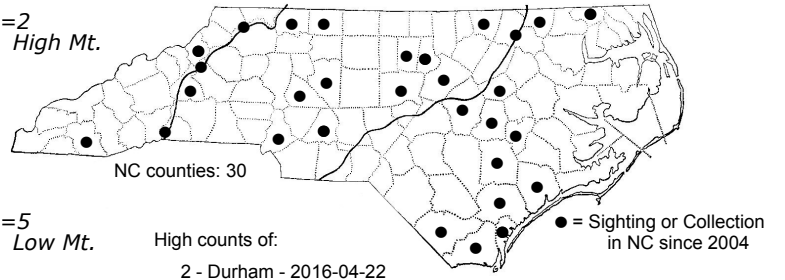 =2
High Mt.
NC counties: 30
=5
Low Mt.
High counts of:
2 - Durham - 2016-04-22
= Sighting or Collection
in NC since 2004